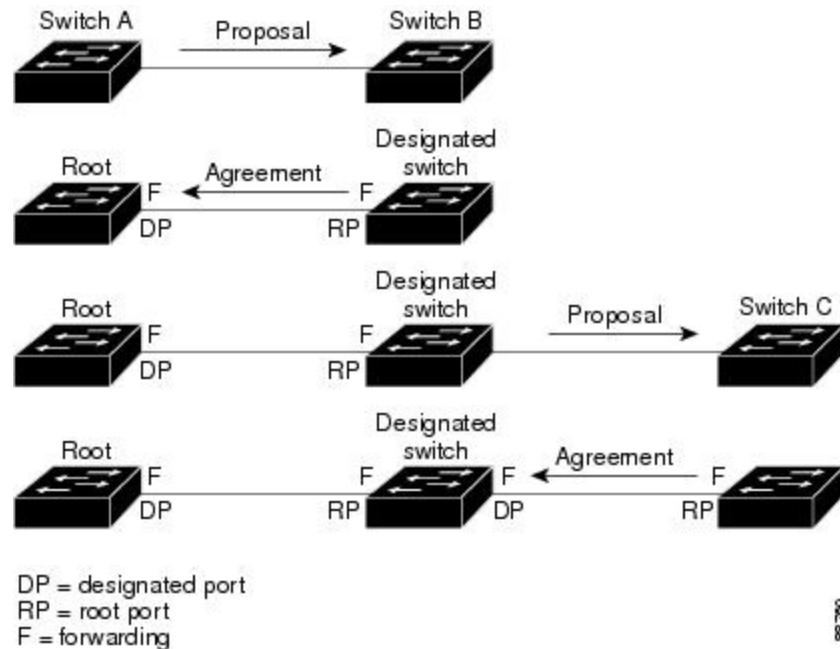 Switch A
Proposal
Switch B
Root
F
DP
Agreement
Designated
switch
F
RP
Root
F
DP
Designated
switch
F
RP
Proposal
Switch C
Root
F
DP
Designated
switch
F
RP
F
DP
Agreement
F
RP
DP = designated port
RP = root port
F = forwarding